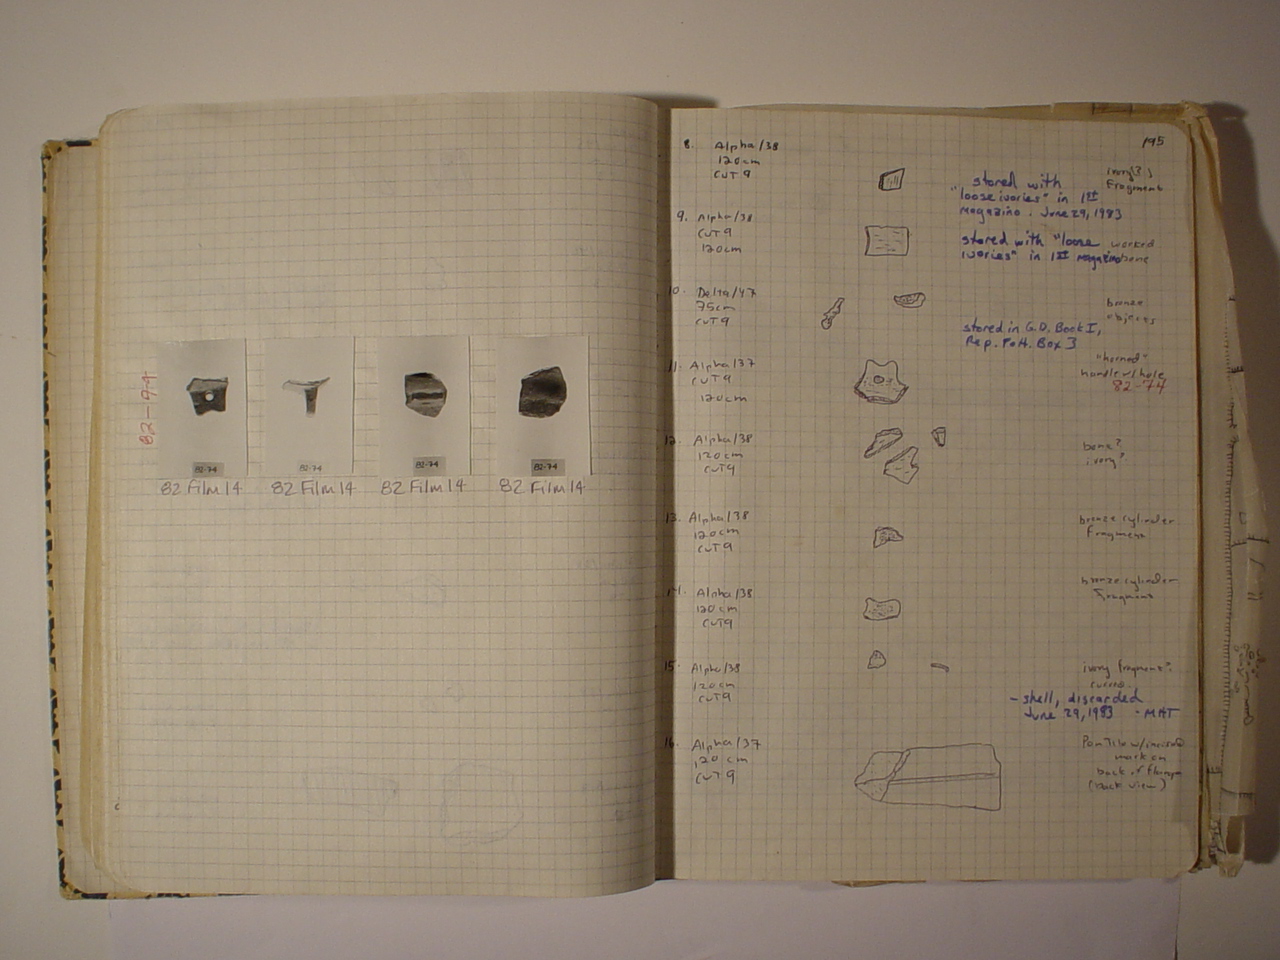 82-74
82-74
82-74
82-74
82-74
82 Film 14
82 Film 14
82 Film 14
82 Film 14
195
8. Alpha/38
120cm
CUT 9
ivory(?)
Fragment
stored with
"loose ivories" in 1st
Magazino. June 29, 1983
9. Alpha/38
CUT 9
120cm
worked
bone
stored with "loose
ivories" in 1st magazino
10. Delta/47
75cm
CUT 9
bronze
objects
stored in G.D. Book I,
Rep. Pott. Box 3
11. Alpha/37
CUT 9
120cm
"horned"
handle w/hole
82-74
12. Alpha/38
120cm
CUT 9
bone?
ivory?
13. Alpha/38
120cm
CUT 9
bronze cylinder
Fragment
14. Alpha/38
120cm
CUT 9
bronze cylinder
Fragment
15. Alpha/38
120cm
CUT 9
ivory fragment?
- shell, discarded
June 29, 1983 - MAT
16. Alpha/37
120 cm
CUT 9
Pan Tile w/incised
mark on
back of flange
(back view)